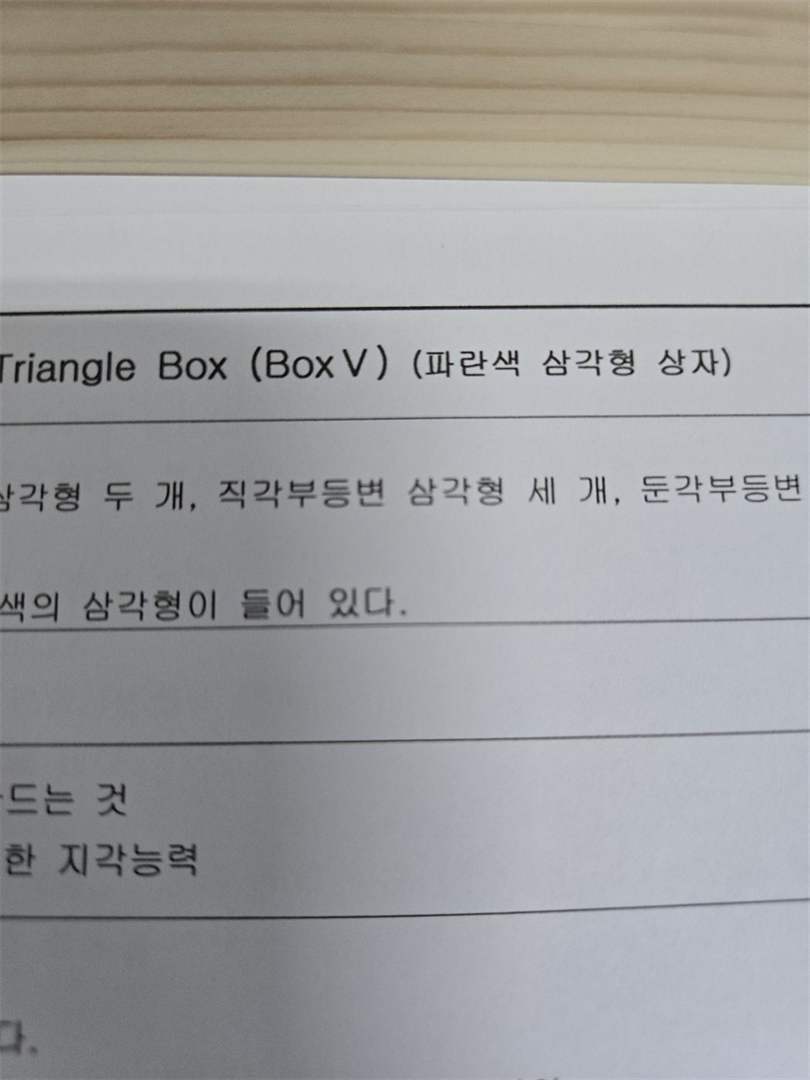 Triangle Box (Box Ⅴ) (파란색 삼각형 상자)
삼각형 두 개, 직각부등변 삼각형 세 개, 둔각부등변
색의 삼각형이 들어 있다.
드는 것
한 지각능력
다.